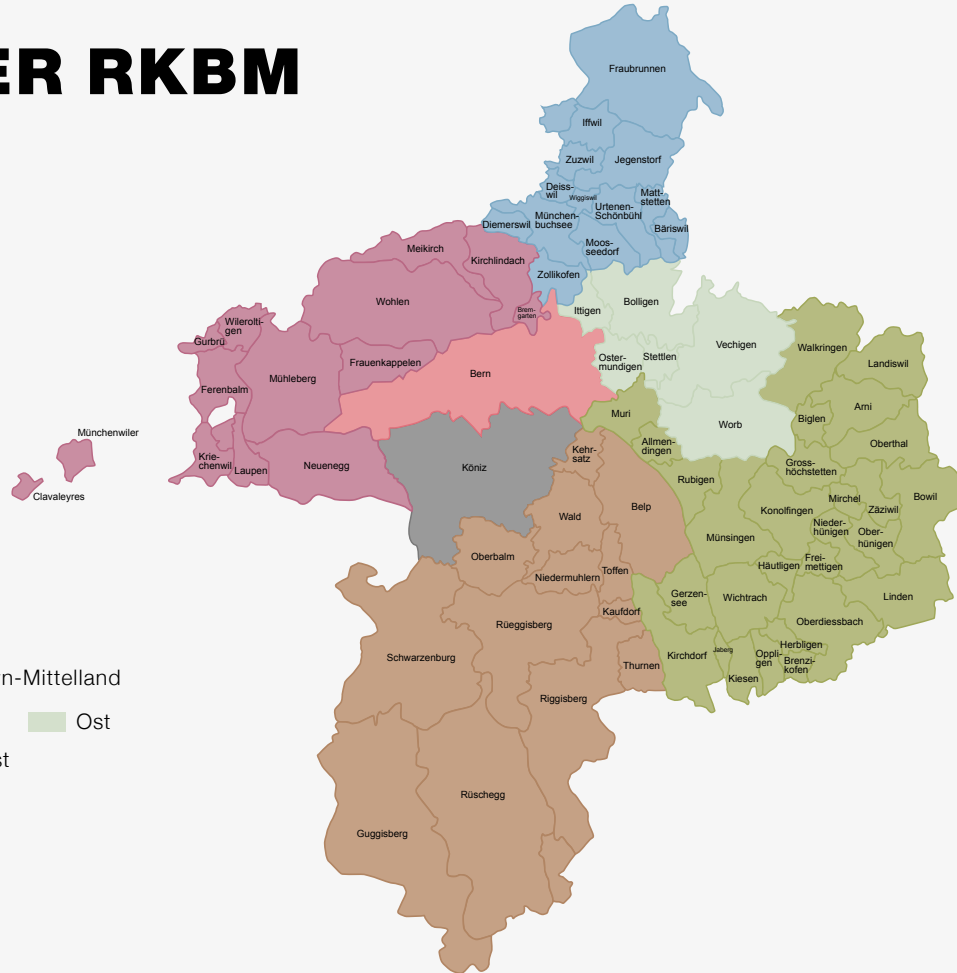 ER RKBM
Fraubrunnen
Iffwil
Zuzwil
Jegenstorf
Deiss-
wil
Wiggiswil
Matt-
stetten
Urtenen-
Schönbühl
München-
buchsee
Diemerswil
Bäriswil
Moos-
seedorf
Zollikofen
Meikirch
Kirchlindach
Wohlen
Brem-
garten
Ittigen
Bolligen
Wilerolti-
gen
Gurbrü
Vechigen
Walkringen
Landiswil
Frauenkappelen
Mühleberg
Ferenbalm
Bern
Oster-
mundigen
Stettlen
Muri
Worb
Biglen
Arni
Oberthal
Allmen-
dingen
Münchenwiler
Clavaleyres
Krie-
chenwil
Laupen
Neuenegg
Köniz
Kehr-
satz
Rubigen
Gross-
höchstetten
Bowil
Mirchel
Zäziwil
Konolfingen
Nieder-
hünigen
Ober-
hünigen
Wald
Belp
Münsingen
Oberbalm
Niedermuhlern
Toffen
Häutligen
Frei-
mettigen
Linden
Gerzen-
see
Wichtrach
Kaufdorf
Rüeggisberg
Oberdiessbach
Schwarzenburg
Thurnen
Kirchdorf
Jaberg
Herbligen
Oppli-
gen
Brenzi-
kofen
Kiesen
Riggisberg
rn-Mittelland
Ost
st
Rüschegg
Guggisberg